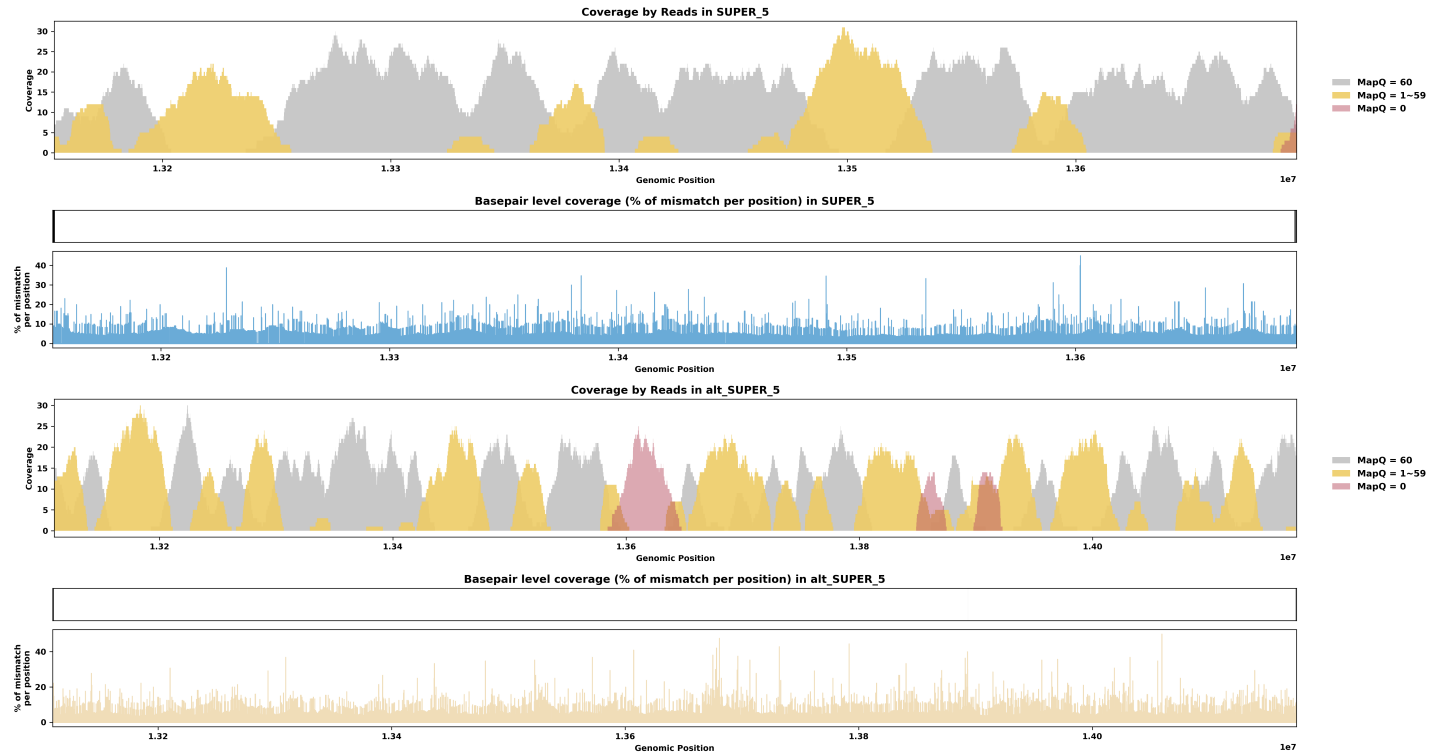 Coverage by Reads in SUPER_5
Coverage
30
25
20
15
10
5
0
1.32
1.33
1.34
1.35
1.36
Genomic Position
1e7
MapQ = 60
MapQ = 1~59
MapQ = 0
Basepair level coverage (% of mismatch per position) in SUPER_5
% of mismatch
per position
40
30
20
10
0
1.32
1.33
1.34
1.35
1.36
Genomic Position
1e7
Coverage by Reads in alt_SUPER_5
Coverage
30
25
20
15
10
5
0
1.32
1.34
1.36
1.38
1.40
Genomic Position
1e7
MapQ = 60
MapQ = 1~59
MapQ = 0
Basepair level coverage (% of mismatch per position) in alt_SUPER_5
% of mismatch
per position
40
20
0
1.32
1.34
1.36
1.38
1.40
Genomic Position
1e7